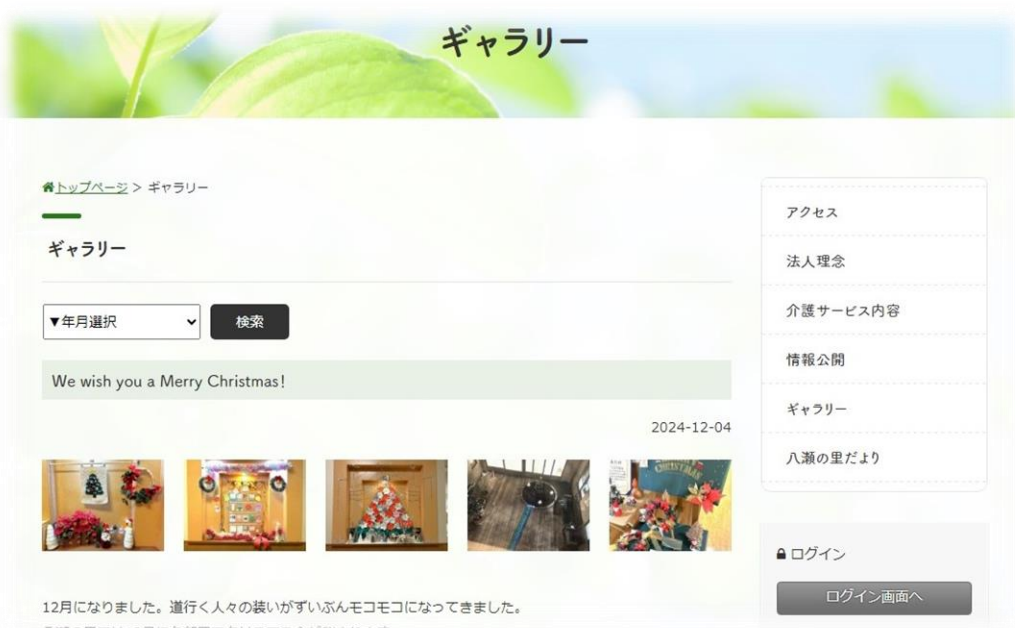 ギャラリー
トップページ > ギャラリー
ギャラリー
▼年月選択
検索
We wish you a Merry Christmas!
2024-12-04
12月になりました。道行く人々の装いがずいぶんモコモコになってきました。
アクセス
法人理念
介護サービス内容
情報公開
ギャラリー
八瀬の里だより
ログイン
ログイン画面へ